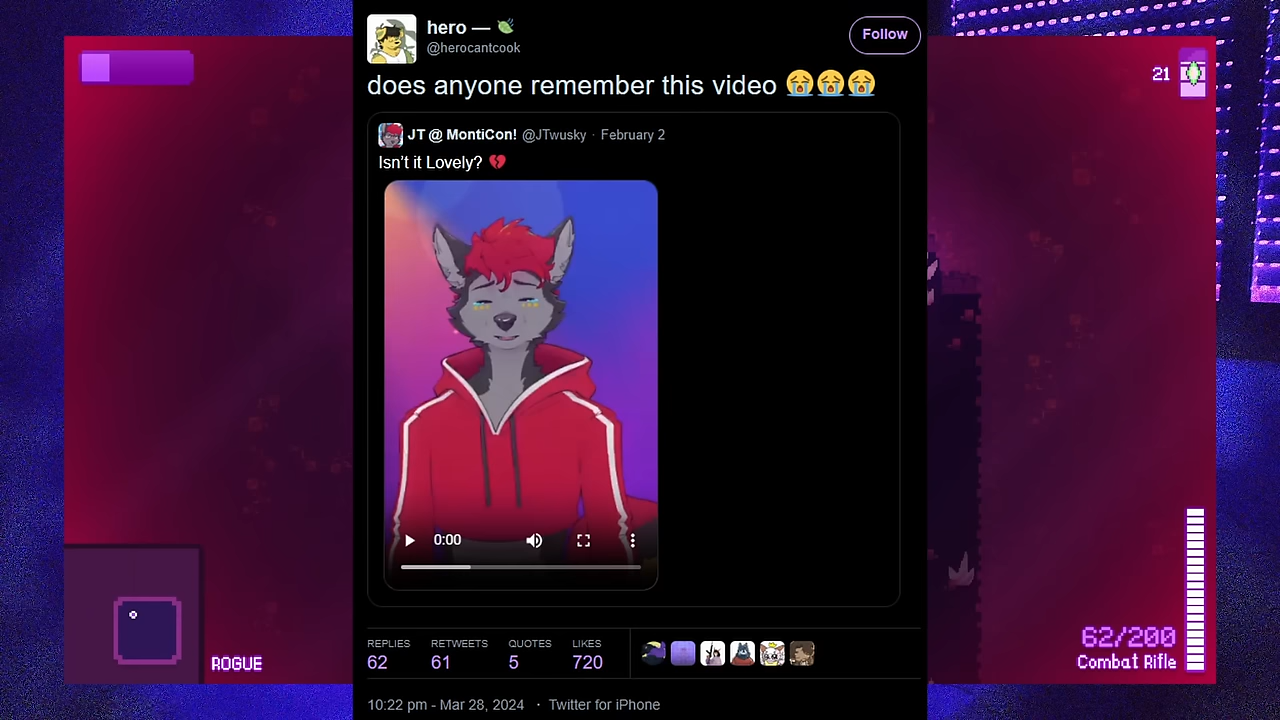 hero —
@herocantcook
Follow
does anyone remember this video 😭😭😭
JT @ MontiCon! @JTwusky · February 2
Isn't it Lovely? 💔
0:00
REPLIES RETWEETS QUOTES LIKES
62 61 5 720
10:22 pm - Mar 28, 2024 · Twitter for iPhone
21
ROGUE
62/200
Combat Rifle